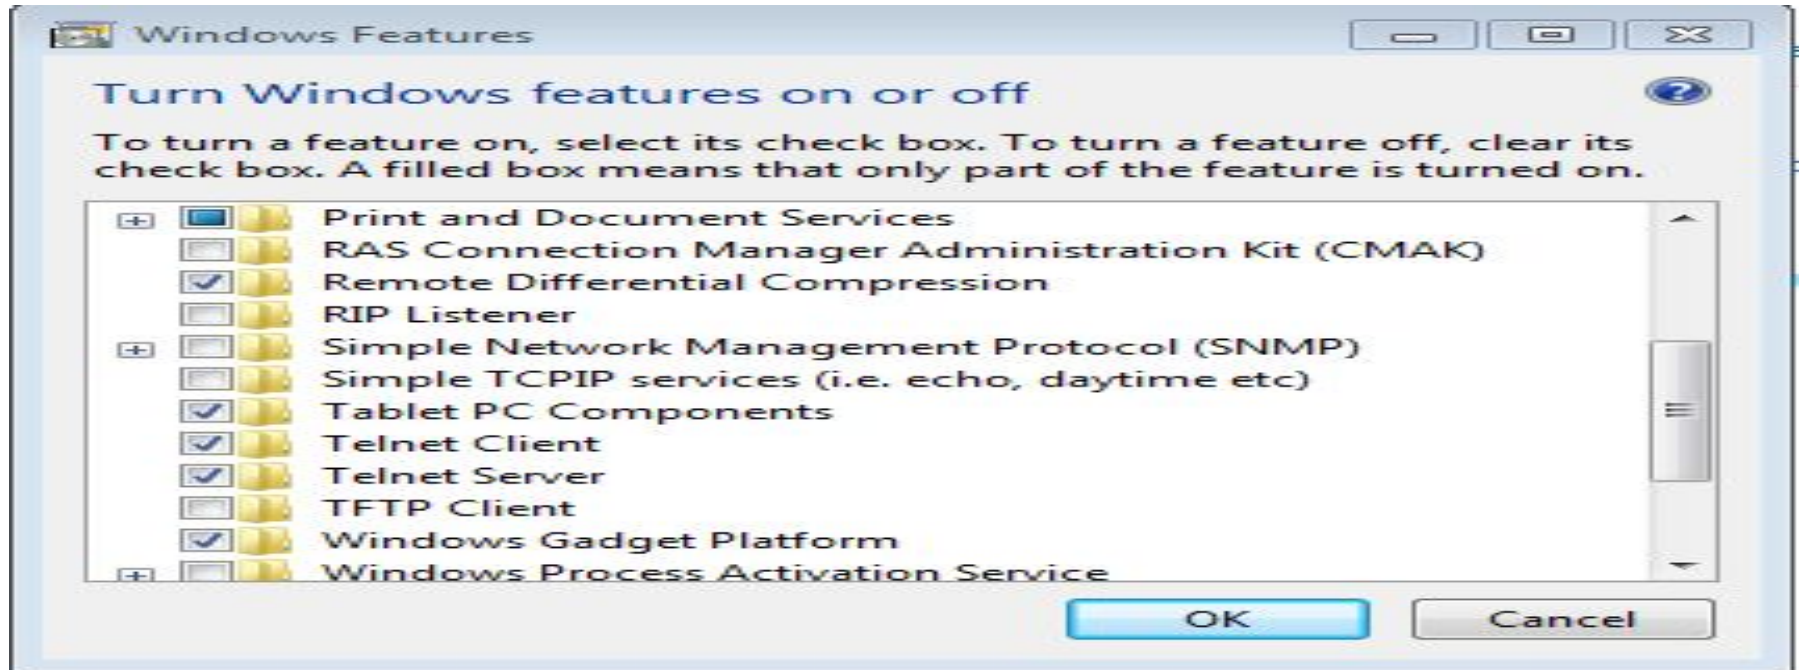 Windows Features
Turn Windows features on or off
To turn a feature on, select its check box. To turn a feature off, clear its
check box. A filled box means that only part of the feature is turned on.
Print and Document Services
RAS Connection Manager Administration Kit (CMAK)
Remote Differential Compression
RIP Listener
Simple Network Management Protocol (SNMP)
Simple TCPIP services (i.e. echo, daytime etc)
Tablet PC Components
Telnet Client
Telnet Server
TFTP Client
Windows Gadget Platform
Windows Process Activation Service
OK Cancel